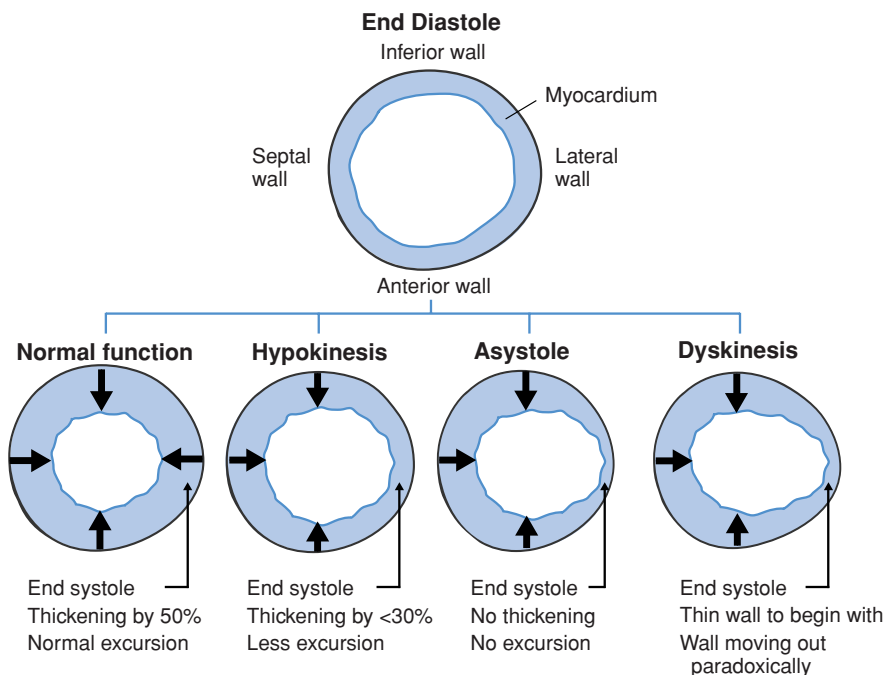 End Diastole
Inferior wall
Myocardium
Septal
wall
Lateral
wall
Anterior wall
Normal function
Hypokinesis
Asystole
Dyskinesis
End systole
Thickening by 50%
Normal excursion
End systole
Thickening by <30%
Less excursion
End systole
No thickening
No excursion
End systole
Thin wall to begin with
Wall moving out
paradoxically